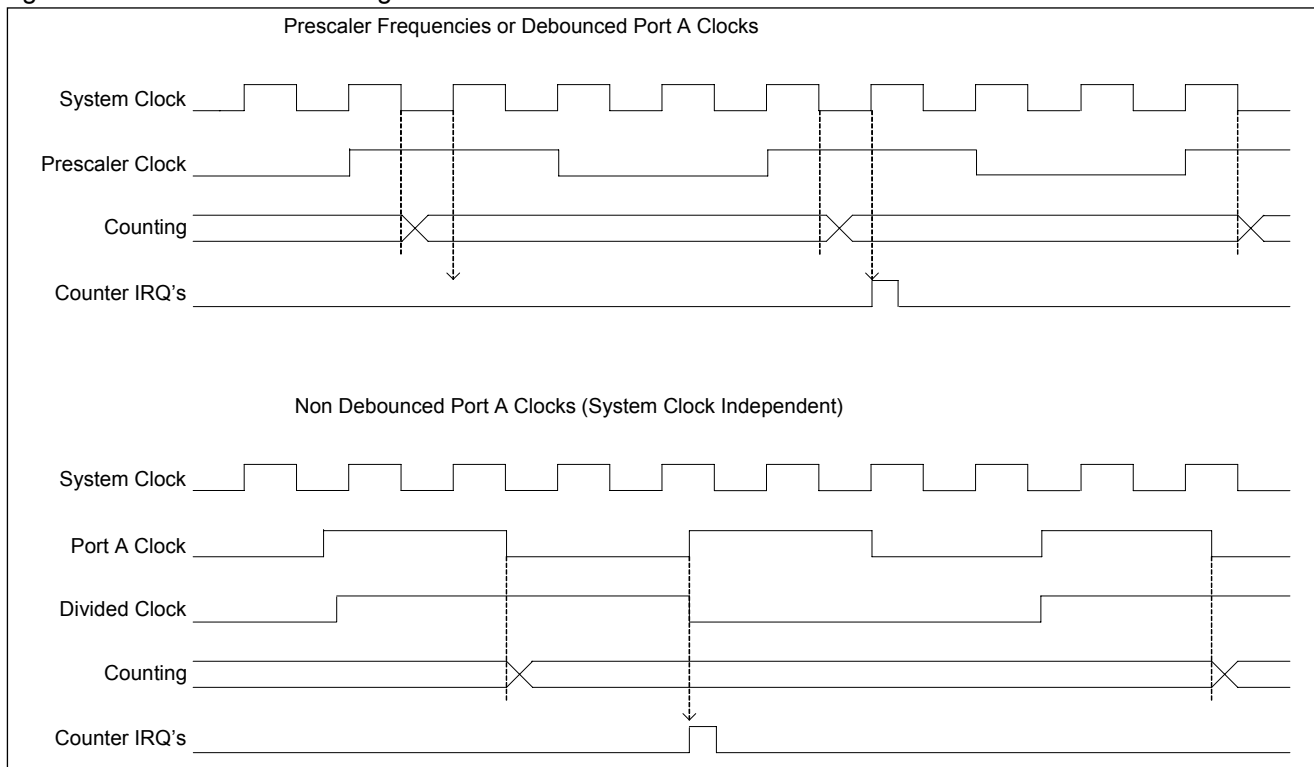 Prescaler Frequencies or Debounced Port A Clocks
System Clock
Prescaler Clock
Counting
Counter IRQ's
Non Debounced Port A Clocks (System Clock Independent)
System Clock
Port A Clock
Divided Clock
Counting
Counter IRQ's